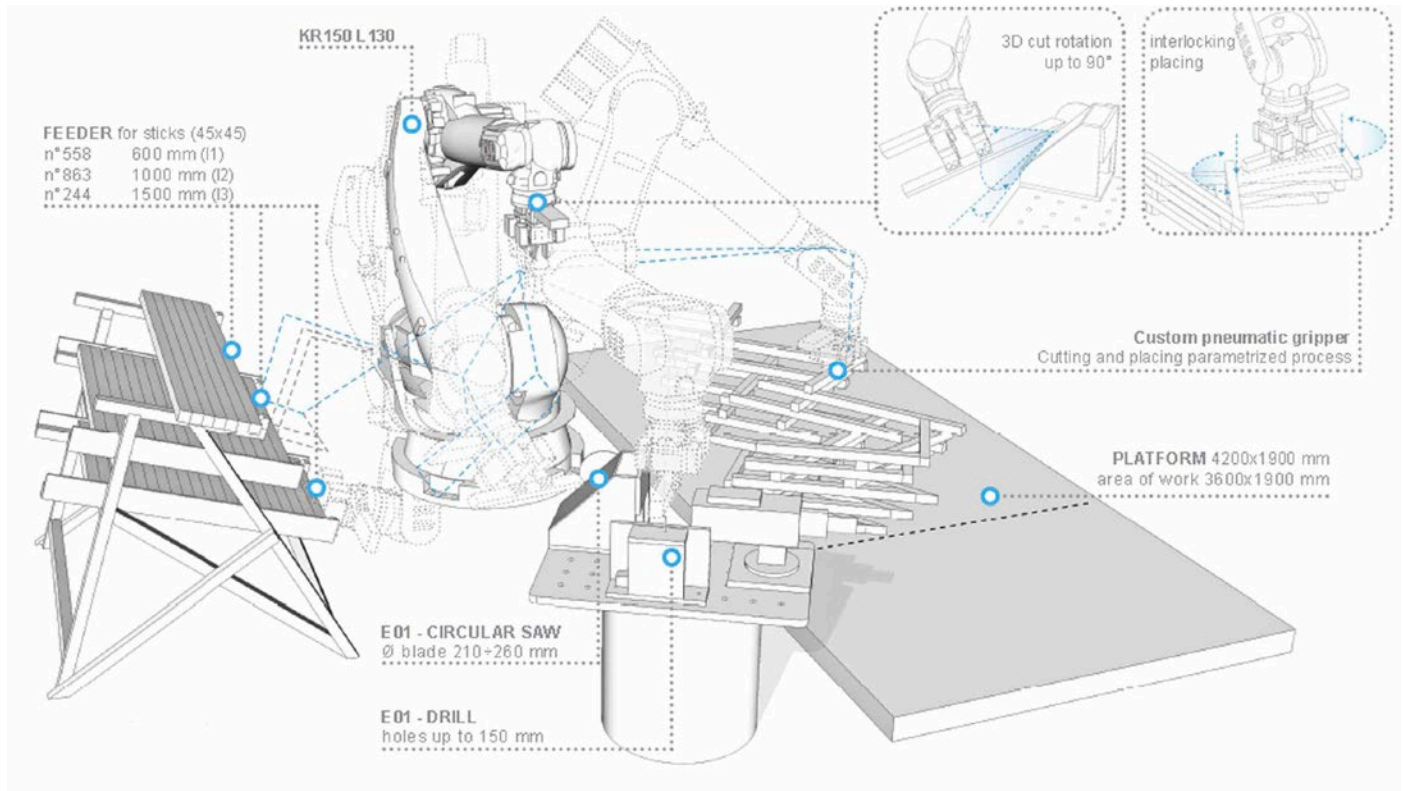 KR150 L130
3D cut rotation
up to 90°
interlocking
placing
FEEDER for sticks (45x45)
n°558 600 mm (l1)
n°863 1000 mm (l2)
n°244 1500 mm (l3)
Custom pneumatic gripper
Cutting and placing parametrized process
PLATFORM 4200x1900 mm
area of work 3600x1900 mm
E01 - CIRCULAR SAW
Ø blade 210÷260 mm
E01 - DRILL
holes up to 150 mm